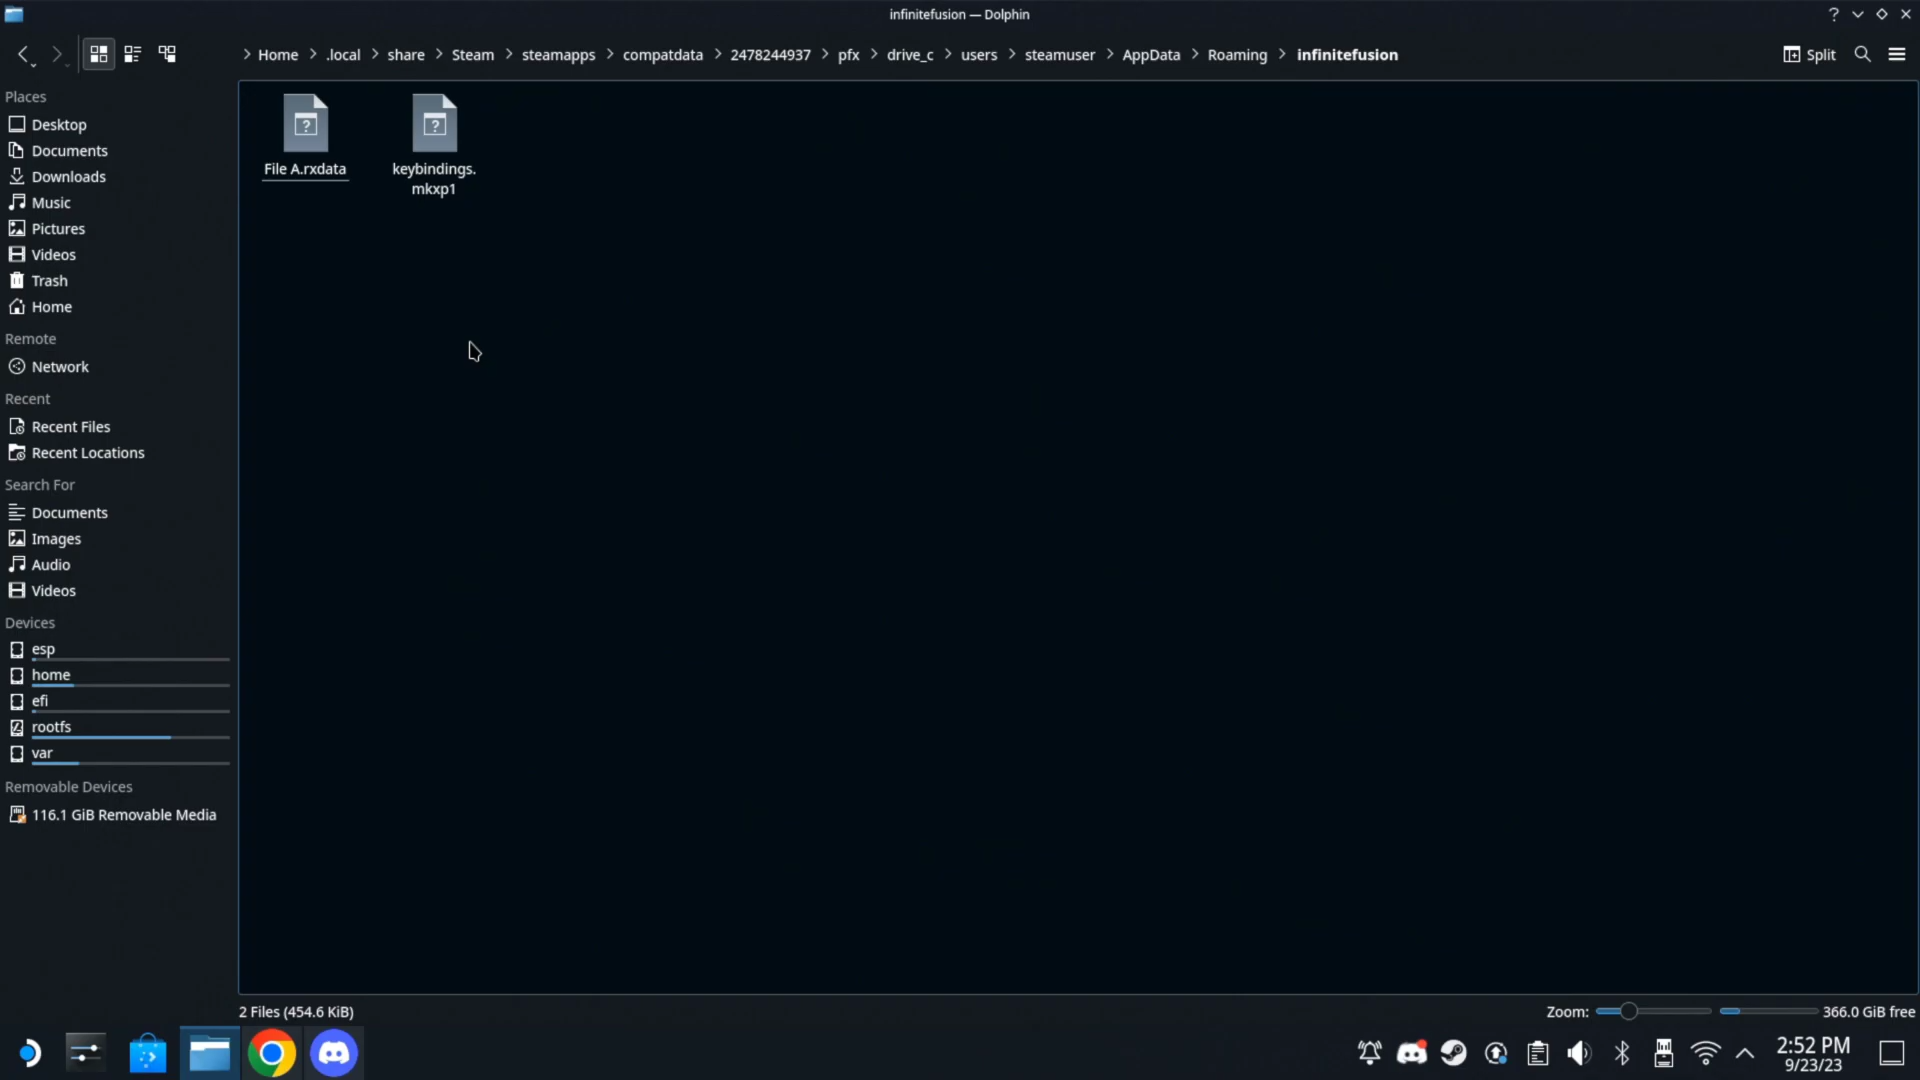 infinitefusion — Dolphin
Home > .local > share > Steam > steamapps > compatdata > 2478244937 > pfx > drive_c > users > steamuser > AppData > Roaming > infinitefusion
Split
Places
Desktop
Documents
Downloads
Music
Pictures
Videos
Trash
Home
Remote
Network
Recent
Recent Files
Recent Locations
Search For
Documents
Images
Audio
Videos
Devices
esp
home
efi
rootfs
var
Removable Devices
116.1 GiB Removable Media
File A.rxdata
keybindings.
mkxp1
2 Files (454.6 KiB)
Zoom:
366.0 GiB free
2:52 PM
9/23/23